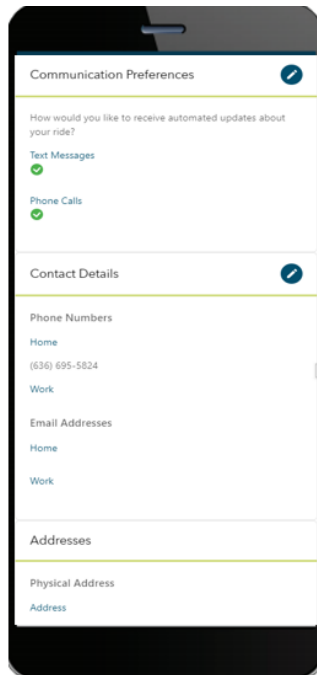 Communication Preferences
How would you like to receive automated updates about
your ride?
Text Messages
Phone Calls
Contact Details
Phone Numbers
Home
(636) 695-5824
Work
Email Addresses
Home
Work
Addresses
Physical Address
Address